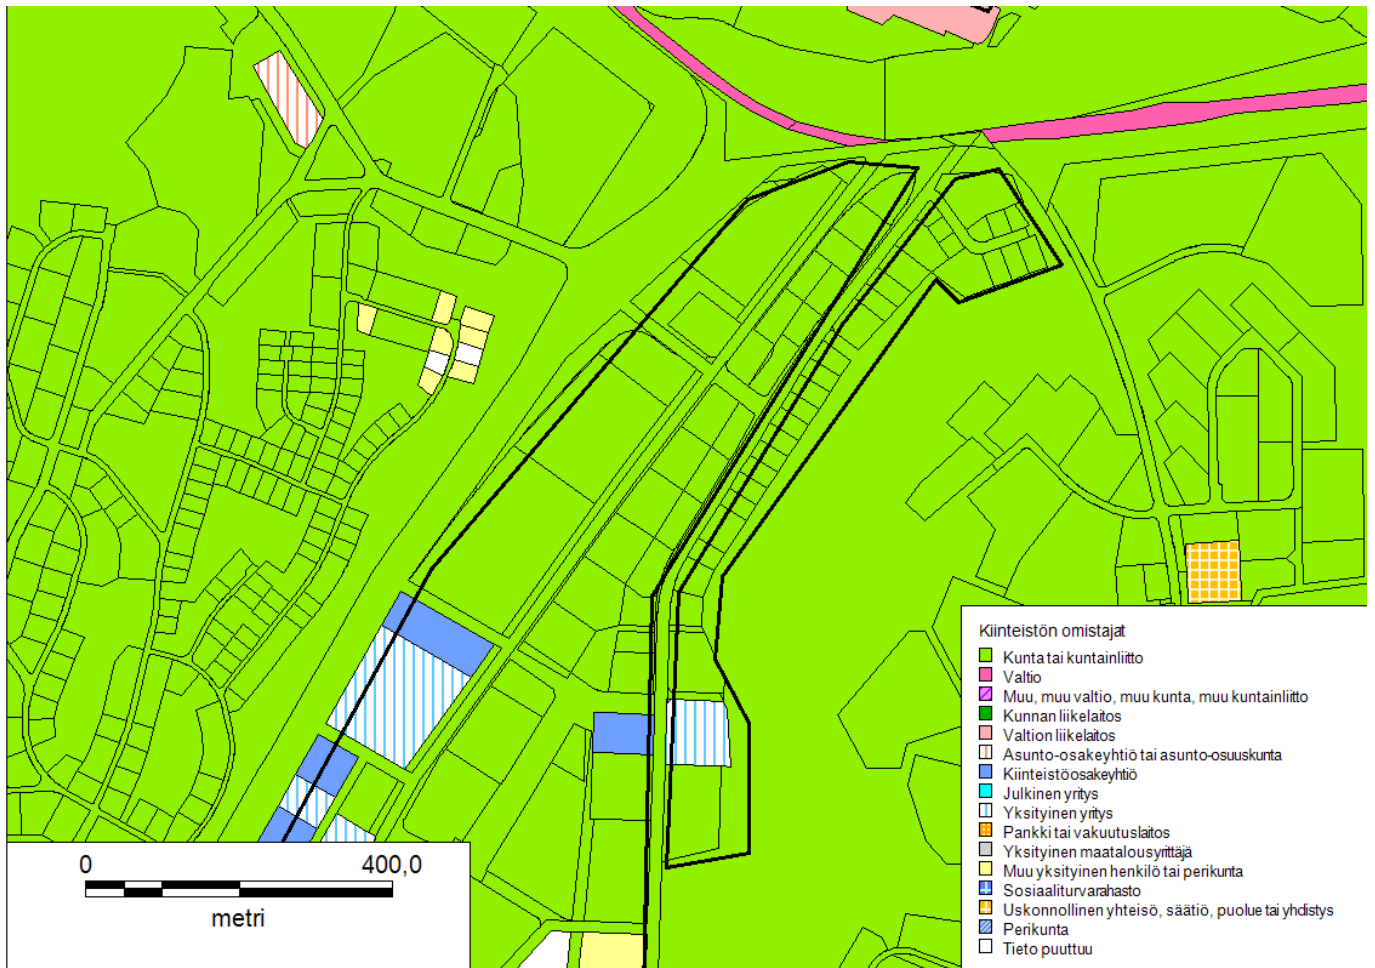 Kiinteistön omistajat
Kunta tai kuntainliitto
Valtio
Muu, muu valtio, muu kunta, muu kuntainliitto
Kunnan liikelaitos
Valtion liikelaitos
Asunto-osakeyhtiö tai asunto-osuuskunta
Kiinteistöosakeyhtiö
Julkinen yritys
Yksityinen yritys
Pankki tai vakuutuslaitos
Yksityinen maatalousyrittäjä
Muu yksityinen henkilö tai perikunta
Sosiaaliturvarahasto
Uskonnollinen yhteisö, säätiö, puolue tai yhdistys
Perikunta
Tieto puuttuu
0 400,0
metri